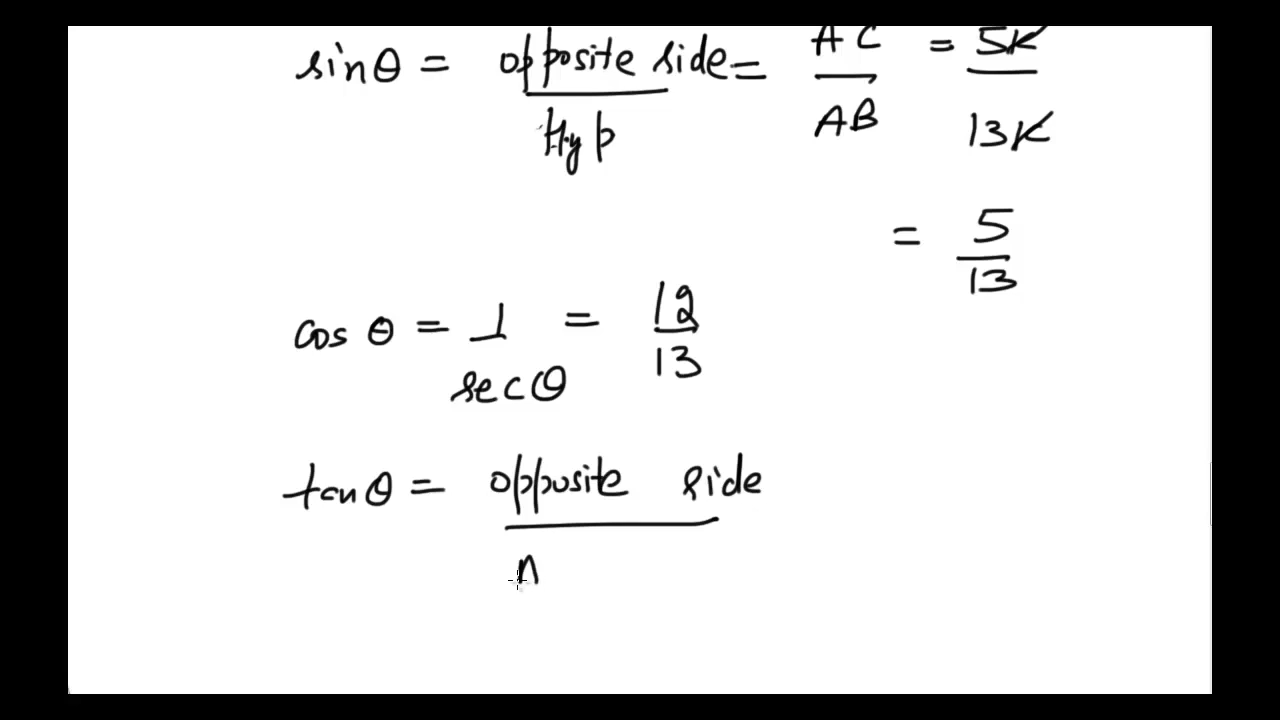 sinθ = opposite side = AC = 5K
Hyp AB 13K
= 5
13
cos θ = 1 = 12
secθ 13
tanθ = opposite side
n